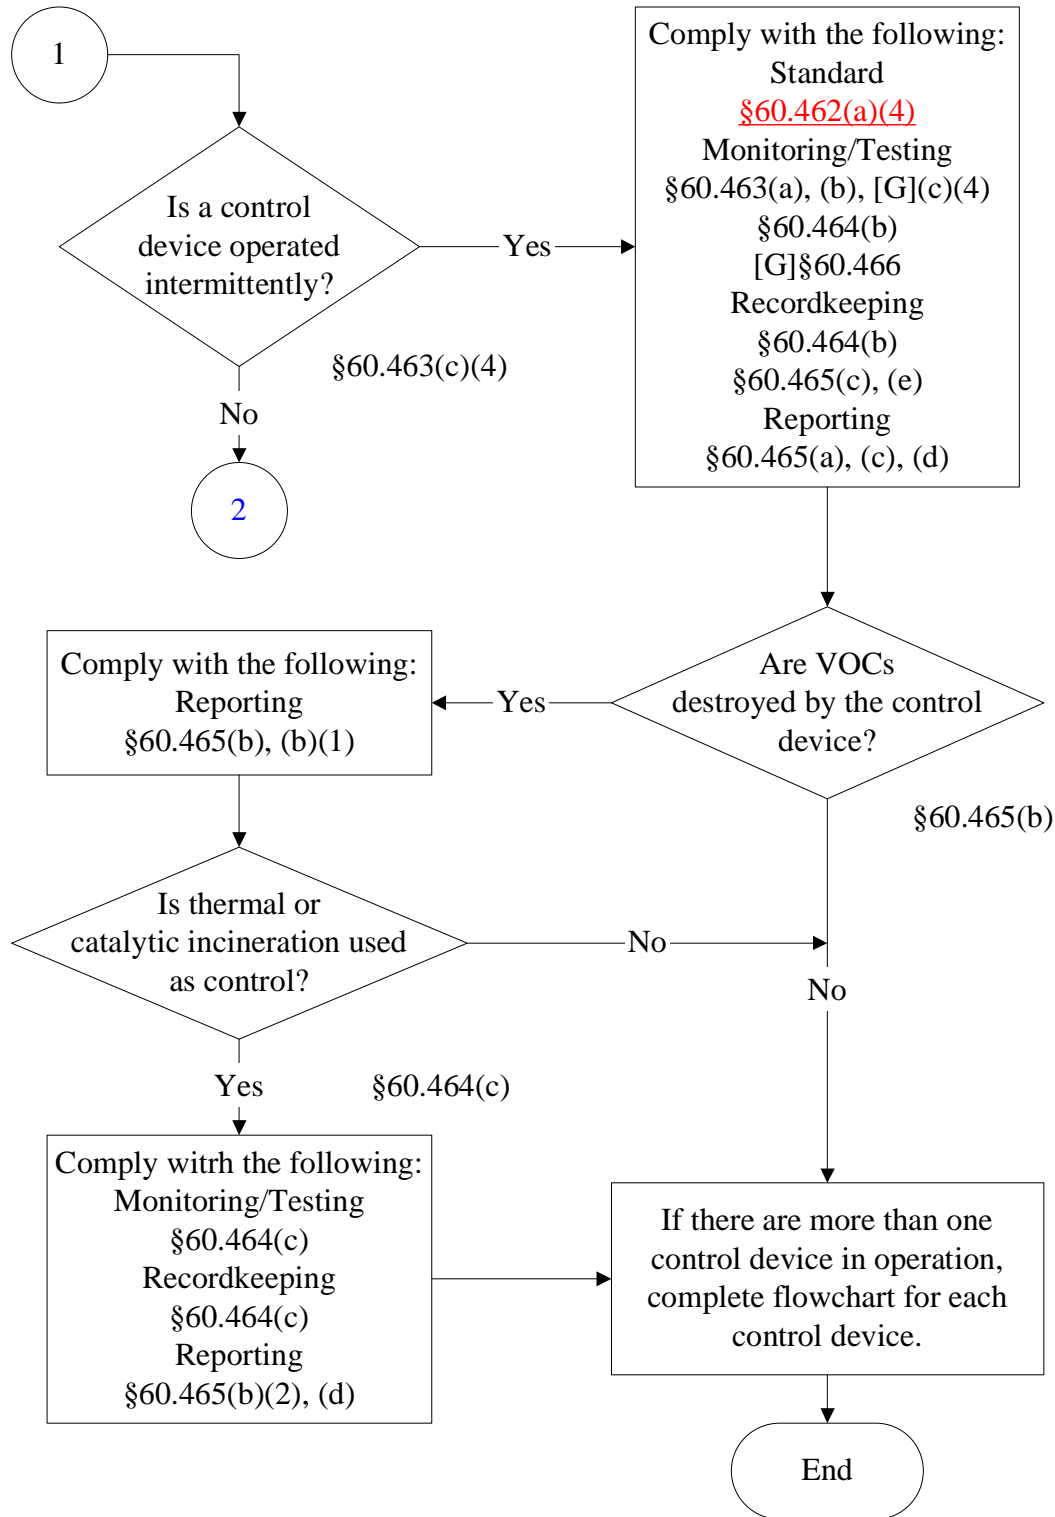 1
Is a control
device operated
intermittently?
Yes
§60.463(c)(4)
No
2
Comply with the following:
Standard
§60.462(a)(4)
Monitoring/Testing
§60.463(a), (b), [G](c)(4)
§60.464(b)
[G]§60.466
Recordkeeping
§60.464(b)
§60.465(c), (e)
Reporting
§60.465(a), (c), (d)
Are VOCs
destroyed by the control
device?
§60.465(b)
Yes
No
Comply with the following:
Reporting
§60.465(b), (b)(1)
Is thermal or
catalytic incineration used
as control?
No
Yes
§60.464(c)
Comply witrh the following:
Monitoring/Testing
§60.464(c)
Recordkeeping
§60.464(c)
Reporting
§60.465(b)(2), (d)
If there are more than one
control device in operation,
complete flowchart for each
control device.
End